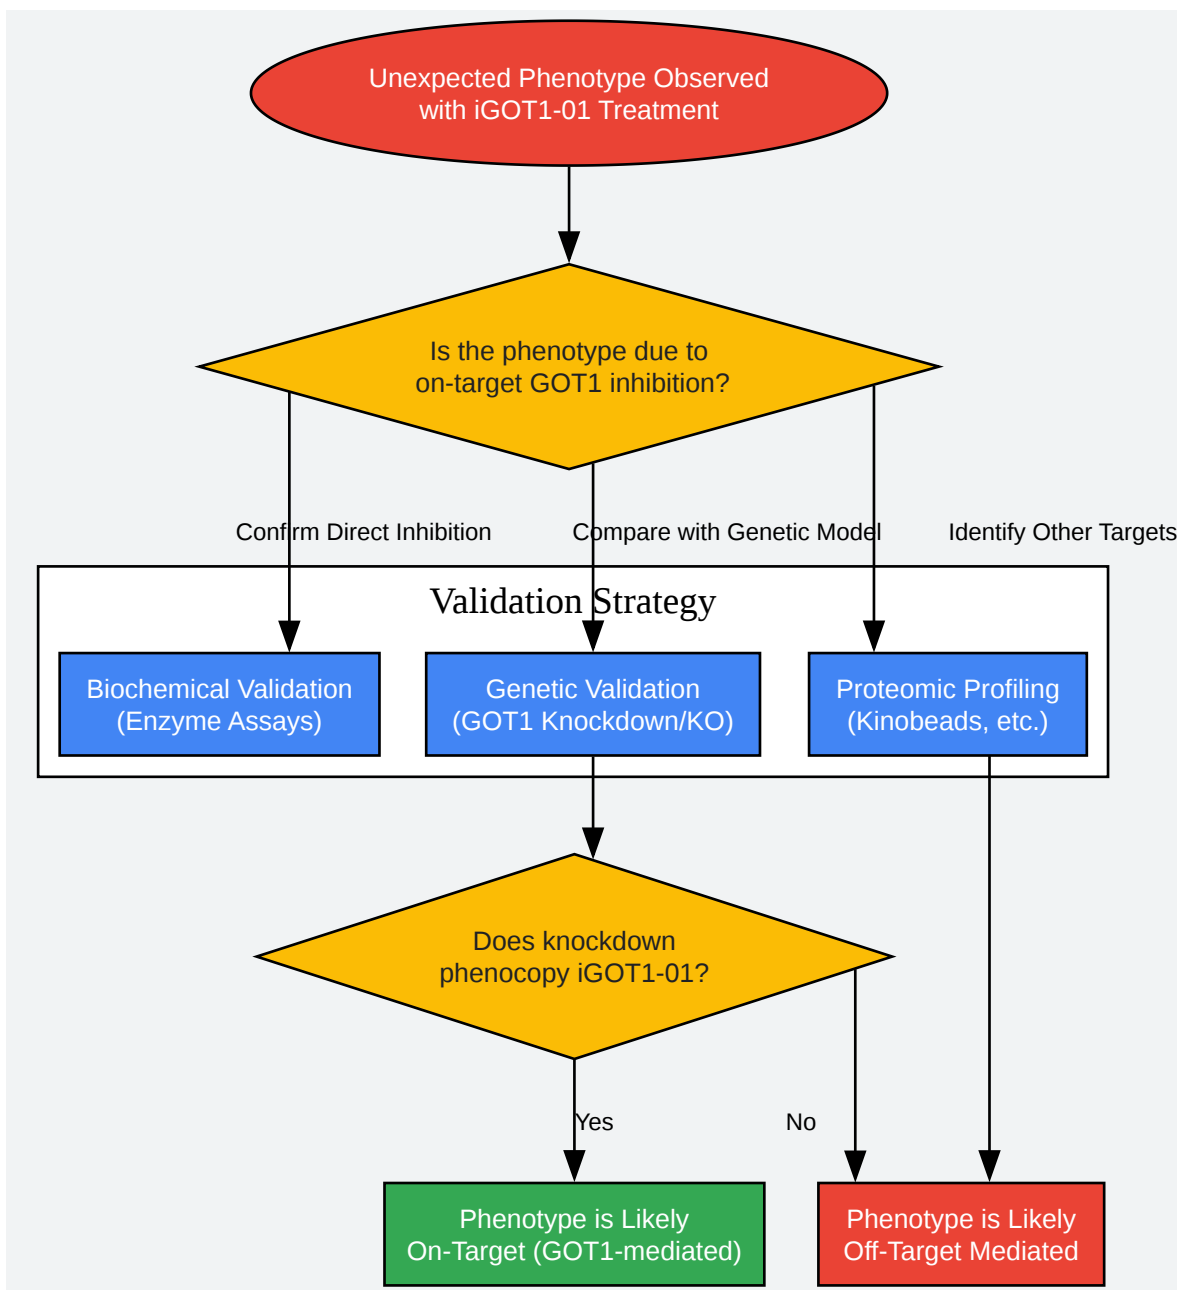 Unexpected Phenotype Observed
with iGOT1-01 Treatment
Is the phenotype due to
on-target GOT1 inhibition?
Confirm Direct Inhibition
Compare with Genetic Model
Identify Other Targets
Validation Strategy
Biochemical Validation
(Enzyme Assays)
Genetic Validation
(GOT1 Knockdown/KO)
Proteomic Profiling
(Kinobeads, etc.)
Does knockdown
phenocopy iGOT1-01?
Yes
No
Phenotype is Likely
On-Target (GOT1-mediated)
Phenotype is Likely
Off-Target Mediated